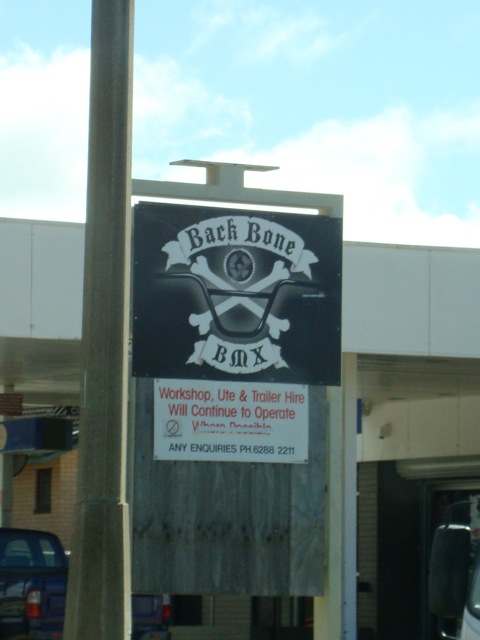 Back Bone
BMX
Workshop, Ute & Trailer Hire
Will Continue to Operate
Where Possible
ANY ENQUIRIES PH.6288 2211